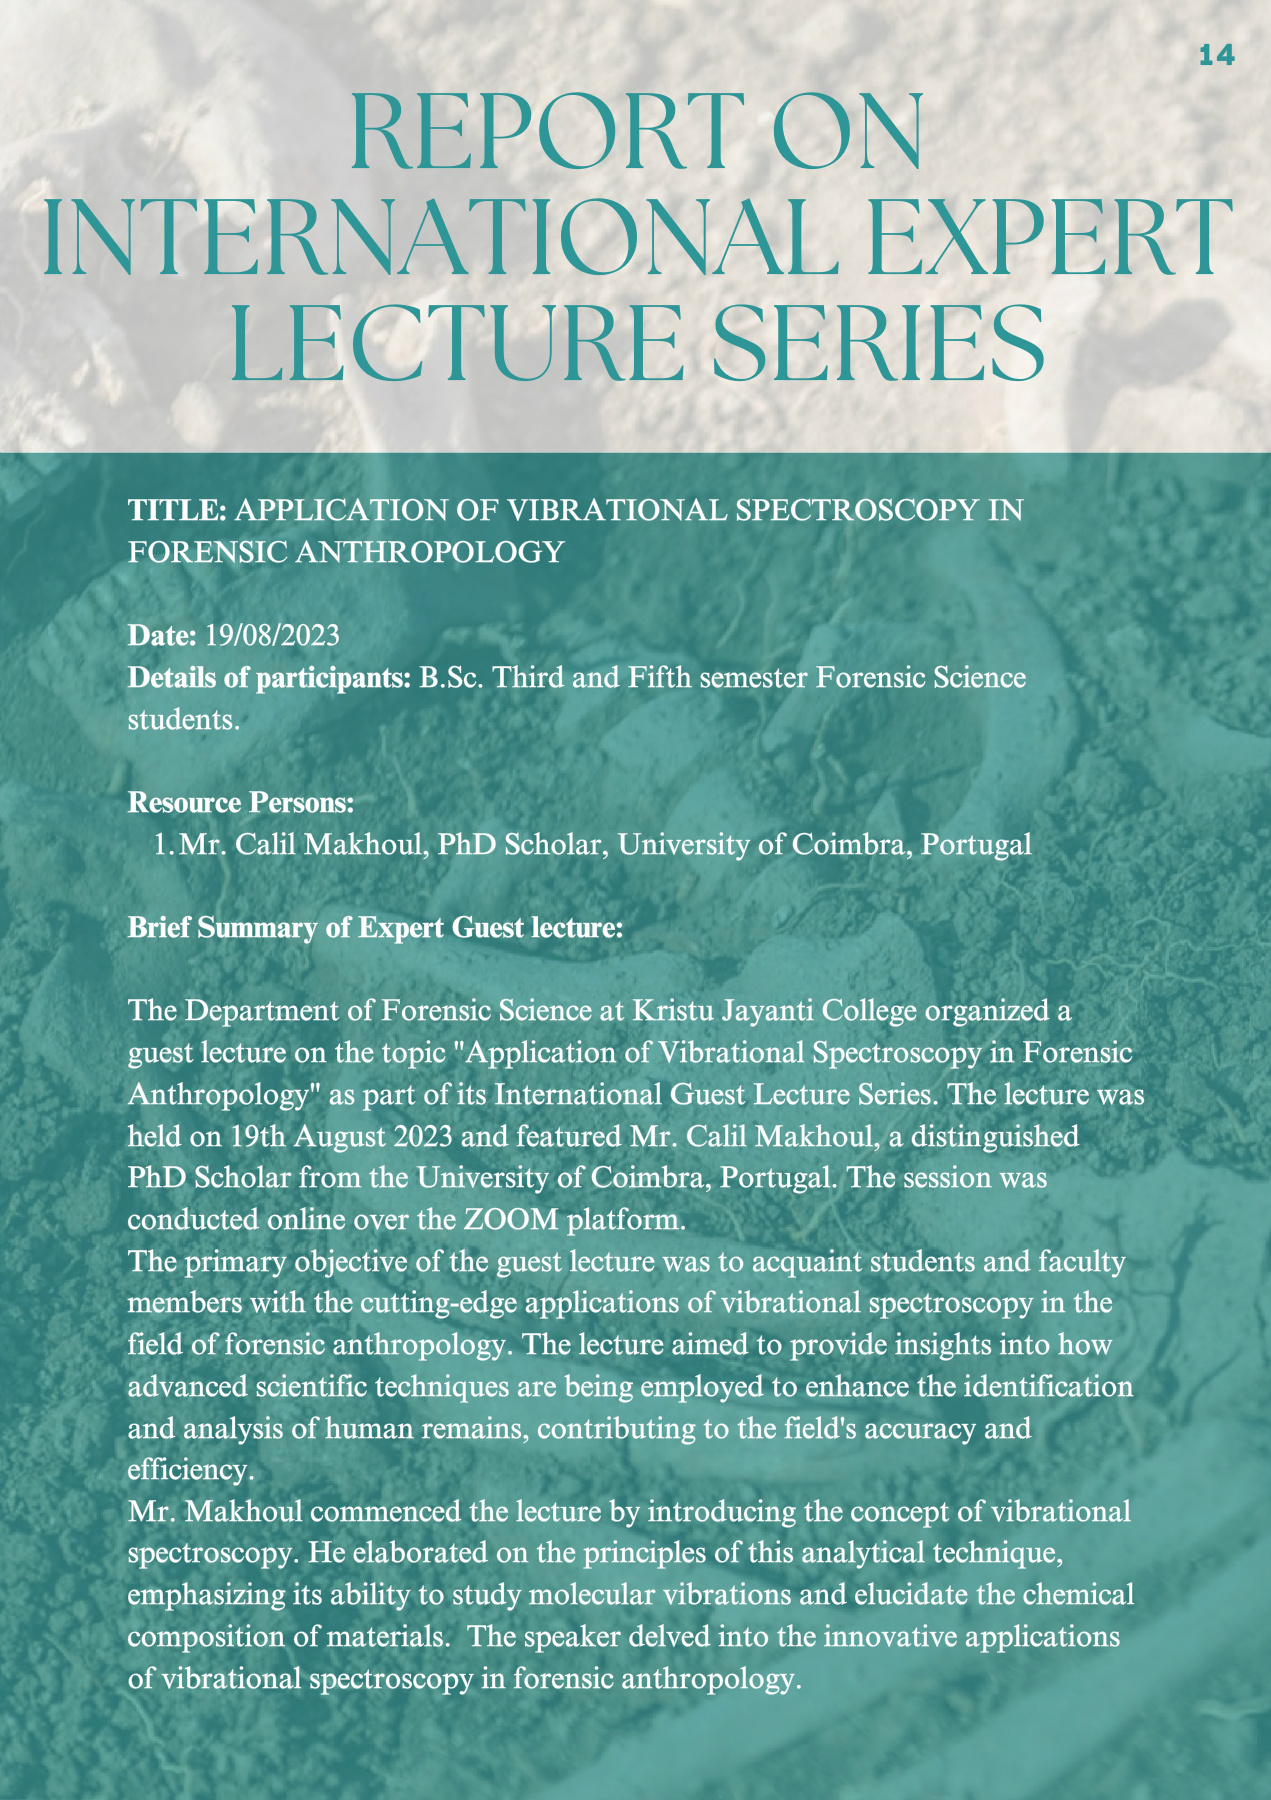 14
REPORT ON
INTERNATIONAL EXPERT
LECTURE SERIES
TITLE: APPLICATION OF VIBRATIONAL SPECTROSCOPY IN
FORENSIC ANTHROPOLOGY
Date: 19/08/2023
Details of participants: B.Sc. Third and Fifth semester Forensic Science
students.
Resource Persons:
1. Mr. Calil Makhoul, PhD Scholar, University of Coimbra, Portugal
Brief Summary of Expert Guest lecture:
The Department of Forensic Science at Kristu Jayanti College organized a
guest lecture on the topic "Application of Vibrational Spectroscopy in Forensic
Anthropology" as part of its International Guest Lecture Series. The lecture was
held on 19th August 2023 and featured Mr. Calil Makhoul, a distinguished
PhD Scholar from the University of Coimbra, Portugal. The session was
conducted online over the ZOOM platform.
The primary objective of the guest lecture was to acquaint students and faculty
members with the cutting-edge applications of vibrational spectroscopy in the
field of forensic anthropology. The lecture aimed to provide insights into how
advanced scientific techniques are being employed to enhance the identification
and analysis of human remains, contributing to the field's accuracy and
efficiency.
Mr. Makhoul commenced the lecture by introducing the concept of vibrational
spectroscopy. He elaborated on the principles of this analytical technique,
emphasizing its ability to study molecular vibrations and elucidate the chemical
composition of materials.  The speaker delved into the innovative applications
of vibrational spectroscopy in forensic anthropology.